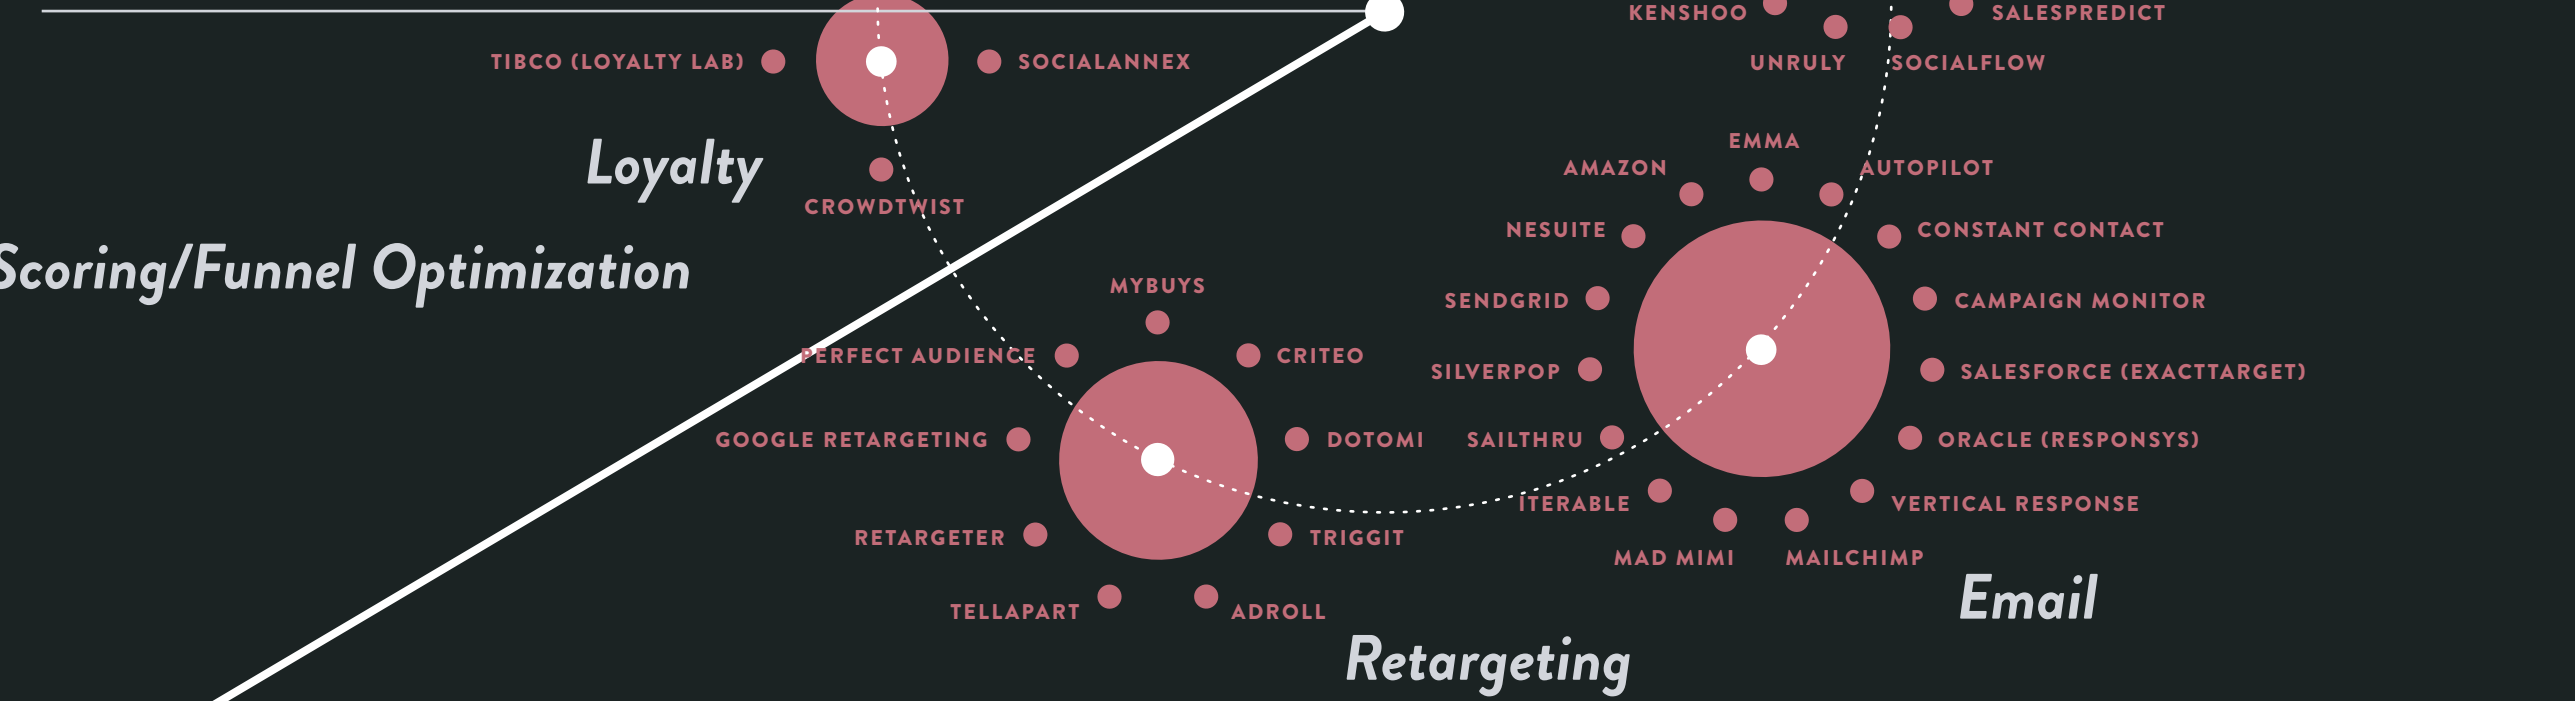 KENSHOO
SALESPREDICT
TIBCO (LOYALTY LAB)
SOCIALANNEX
UNRULY
SOCIALFLOW
Loyalty
CROWDTWIST
Scoring/Funnel Optimization
EMMA
AMAZON
AUTOPILOT
NESUITE
CONSTANT CONTACT
SENDGRID
CAMPAIGN MONITOR
SILVERPOP
SALESFORCE (EXACTTARGET)
SAILTHRU
ORACLE (RESPONSYS)
ITERABLE
VERTICAL RESPONSE
MAD MIMI
MAILCHIMP
Email
MYBUYS
PERFECT AUDIENCE
CRITEO
GOOGLE RETARGETING
DOTOMI
RETARGETER
TRIGGIT
TELLAPART
ADROLL
Retargeting